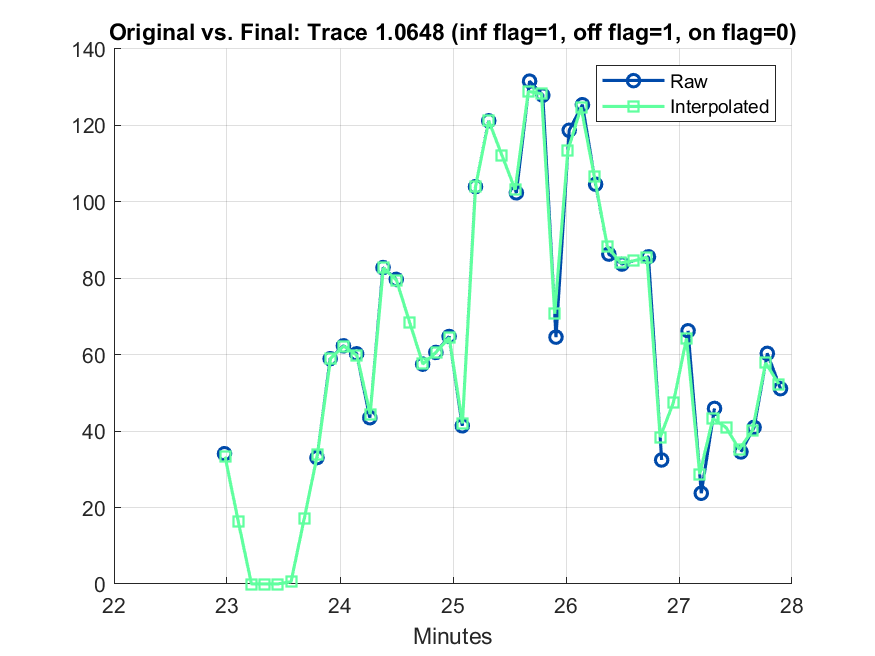 Original vs. Final: Trace 1.0648 (inf flag=1, off flag=1, on flag=0)
140
120
100
80
60
40
20
0
Raw
Interpolated
22 23 24 25 26 27 28
Minutes